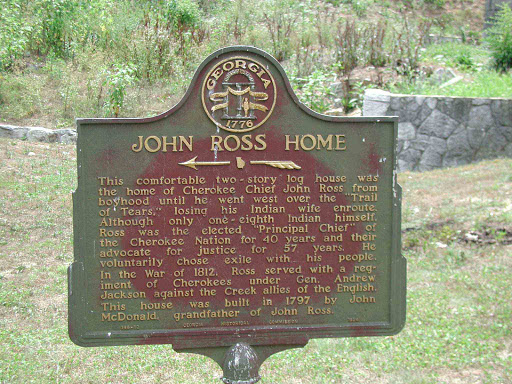 GEORGIA
1776
JOHN ROSS HOME
This comfortable two-story log house was
the home of Cherokee Chief John Ross from
boyhood until he went west over the "Trail
of Tears," losing his Indian wife enroute.
Although only one-eighth Indian himself,
Ross was the elected "Principal Chief" of
the Cherokee Nation for 40 years and their
advocate for justice for 57 years. He
voluntarily chose exile with his people.
In the War of 1812, Ross served with a reg-
iment of Cherokees under Gen. Andrew
Jackson against the Creek allies of the English.
This house was built in 1797 by John
McDonald, grandfather of John Ross.
GEORGIA HISTORICAL COMMISSION